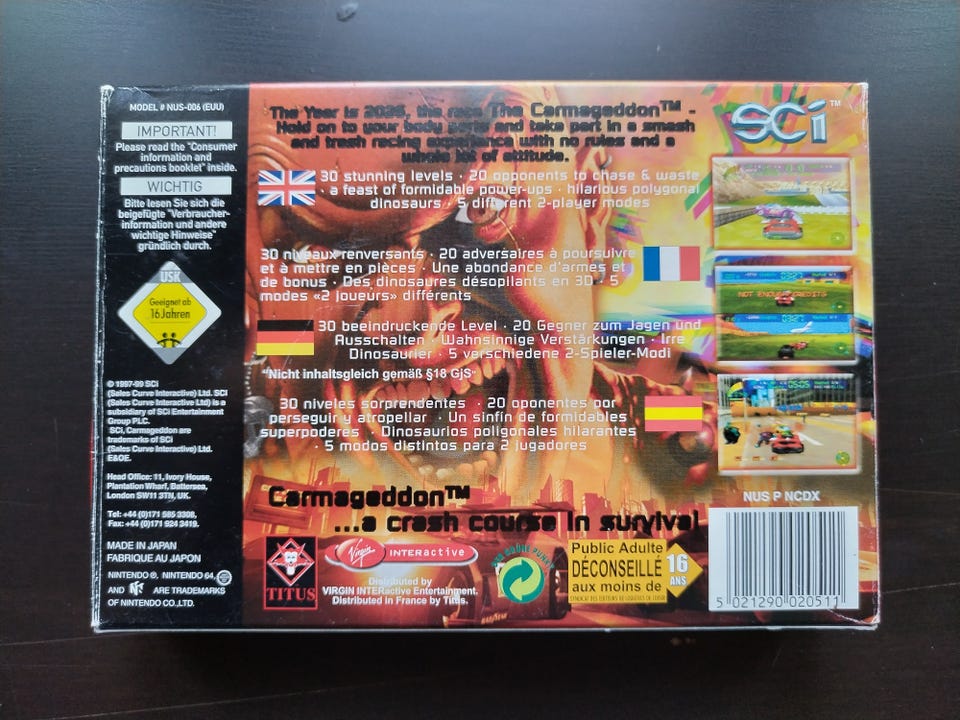 MODEL # NUS-006 (EUU)
IMPORTANT!
Please read the "Consumer
information and
precautions booklet" inside.
WICHTIG
Bitte lesen Sie sich die
beigefügte "Verbraucher-
information und andere
wichtige Hinweise"
gründlich durch.
USK
Geeignet ab
16 Jahren
© 1997-99 SCi
(Sales Curve Interactive) Ltd. SCi
(Sales Curve Interactive Ltd) is a
subsidiary of SCi Entertainment
Group PLC.
SCi, Carmageddon are
trademarks of SCi
(Sales Curve Interactive) Ltd.
E&OE.
Head Office: 11, Ivory House,
Plantation Wharf, Battersea,
London SW11 3TN, UK.
Tel: +44 (0)171 585 3308,
Fax: +44 (0)171 924 3419.
MADE IN JAPAN
FABRIQUE AU JAPON
NINTENDO ®, NINTENDO 64,
AND ARE TRADEMARKS
OF NINTENDO CO.,LTD.
The Year is 2026, the race The Carmageddon™ -
Hold on to your body parts and take part in a smash
and trash racing experience with no rules and a
whole lot of attitude.
30 stunning levels · 20 opponents to chase & waste
· a feast of formidable power-ups · hilarious polygonal
dinosaurs · 5 different 2-player modes
30 niveaux renversants · 20 adversaires à poursuivre
et à mettre en pièces · Une abondance d'armes et
de bonus · Des dinosaures désopilants en 3D · 5
modes «2 joueurs» différents
30 beeindruckende Level · 20 Gegner zum Jagen und
Ausschalten · Wahnsinnige Verstärkungen · Irre
Dinosaurier · 5 verschiedene 2-Spieler-Modi
"Nicht inhaltsgleich gemäß §18 GjS"
30 niveles sorprendentes · 20 oponentes por
perseguir y atropellar · Un sinfin de formidables
superpoderes · Dinosaurios poligonales hilarantes
· 5 modos distintos para 2 jugadores
Carmageddon™
...a crash course in survival
TITUS
Virgin INTERactive
Distributed by
VIRGIN INTERactive Entertainment.
Distributed in France by Titus.
DER GRÜNE PUNKT
Public Adulte
DÉCONSEILLÉ
aux moins de
16
ANS
SYNDICAT DES EDITEURS DE LOGICIELS DE LOISIR
SCi™
NOT ENOUGH CREDITS
NUS P NCDX
5 021290 020511